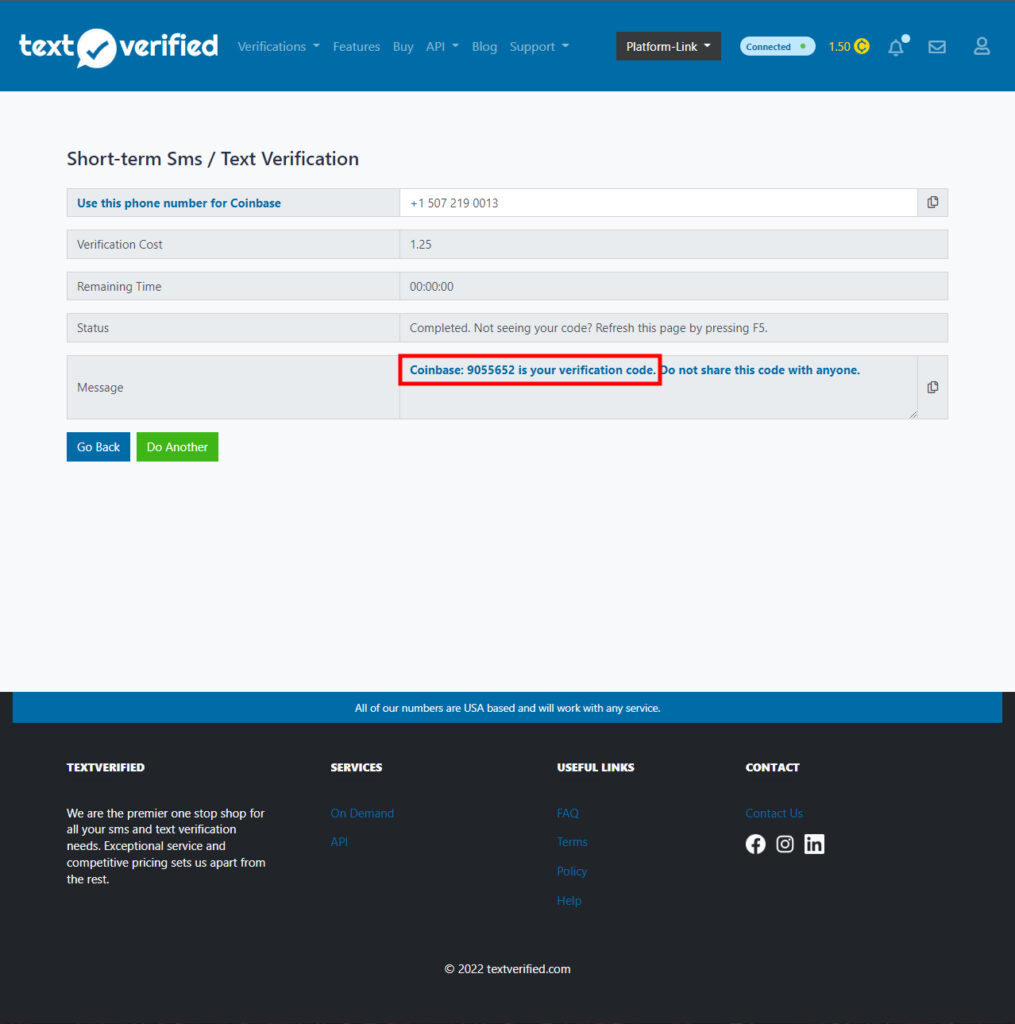 textverified Verifications Features Buy API Blog Support Platform-Link Connected 1.50
Short-term Sms / Text Verification
Use this phone number for Coinbase +1 507 219 0013
Verification Cost 1.25
Remaining Time 00:00:00
Status Completed. Not seeing your code? Refresh this page by pressing F5.
Message Coinbase: 9055652 is your verification code. Do not share this code with anyone.
Go Back Do Another
All of our numbers are USA based and will work with any service.
TEXTVERIFIED
We are the premier one stop shop for
all your sms and text verification
needs. Exceptional service and
competitive pricing sets us apart from
the rest.
SERVICES
On Demand
API
USEFUL LINKS
FAQ
Terms
Policy
Help
CONTACT
Contact Us
© 2022 textverified.com